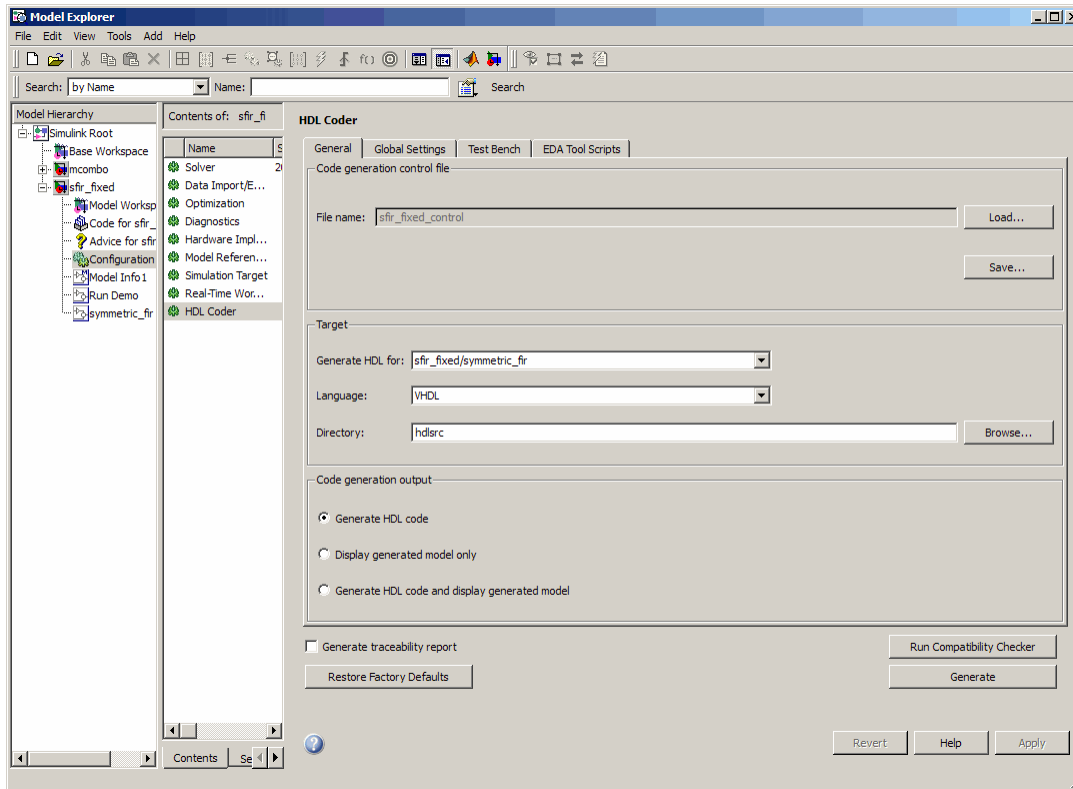 Model Explorer
File Edit View Tools Add Help
f()
Search: by Name Name: Search
Model Hierarchy
Simulink Root
Base Workspace
mcombo
sfir_fixed
Model Worksp
Code for sfir_
Advice for sfir
Configuration
Model Info1
Run Demo
symmetric_fir
Contents of: sfir_fi
Name S
Solver 20
Data Import/E...
Optimization
Diagnostics
Hardware Impl...
Model Referen...
Simulation Target
Real-Time Wor...
HDL Coder
Contents Se
HDL Coder
General Global Settings Test Bench EDA Tool Scripts
Code generation control file
File name: sfir_fixed_control Load...
Save...
Target
Generate HDL for: sfir_fixed/symmetric_fir
Language: VHDL
Directory: hdlsrc Browse...
Code generation output
Generate HDL code
Display generated model only
Generate HDL code and display generated model
Generate traceability report Run Compatibility Checker
Restore Factory Defaults Generate
? Revert Help Apply